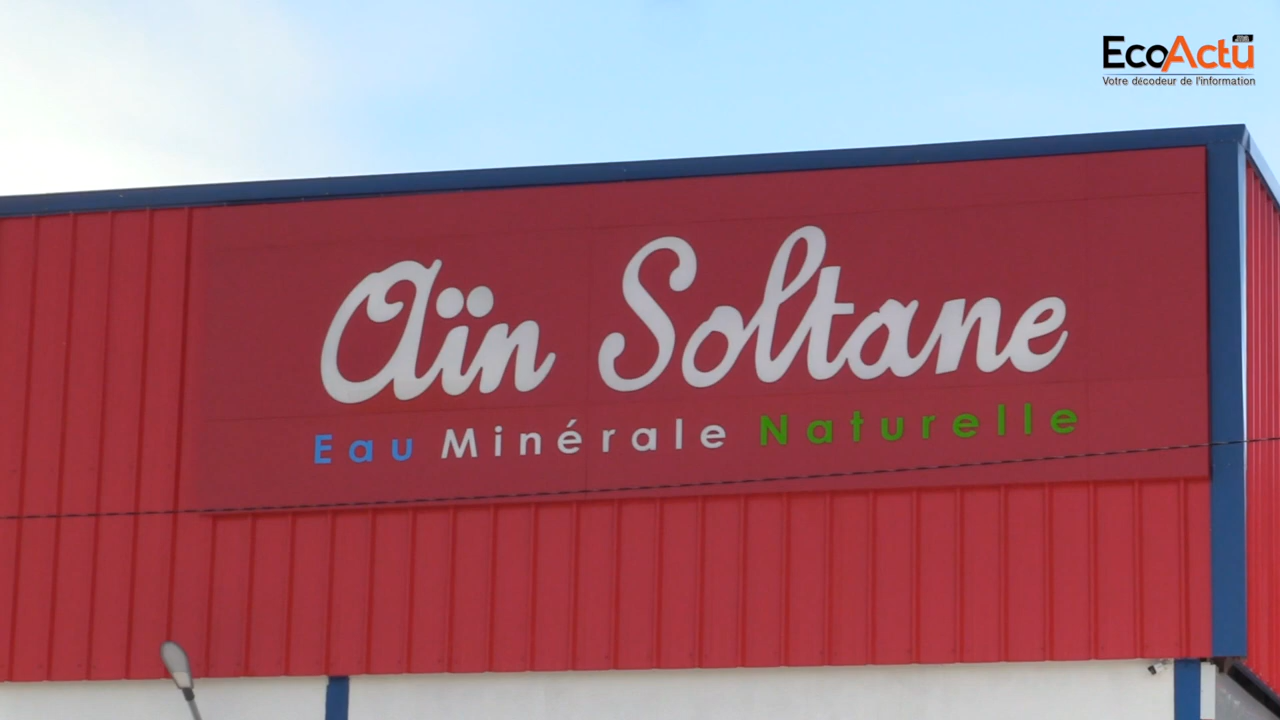 EcoActu
Votre décodeur de l'information
Aïn Soltane
Eau Minérale Naturelle